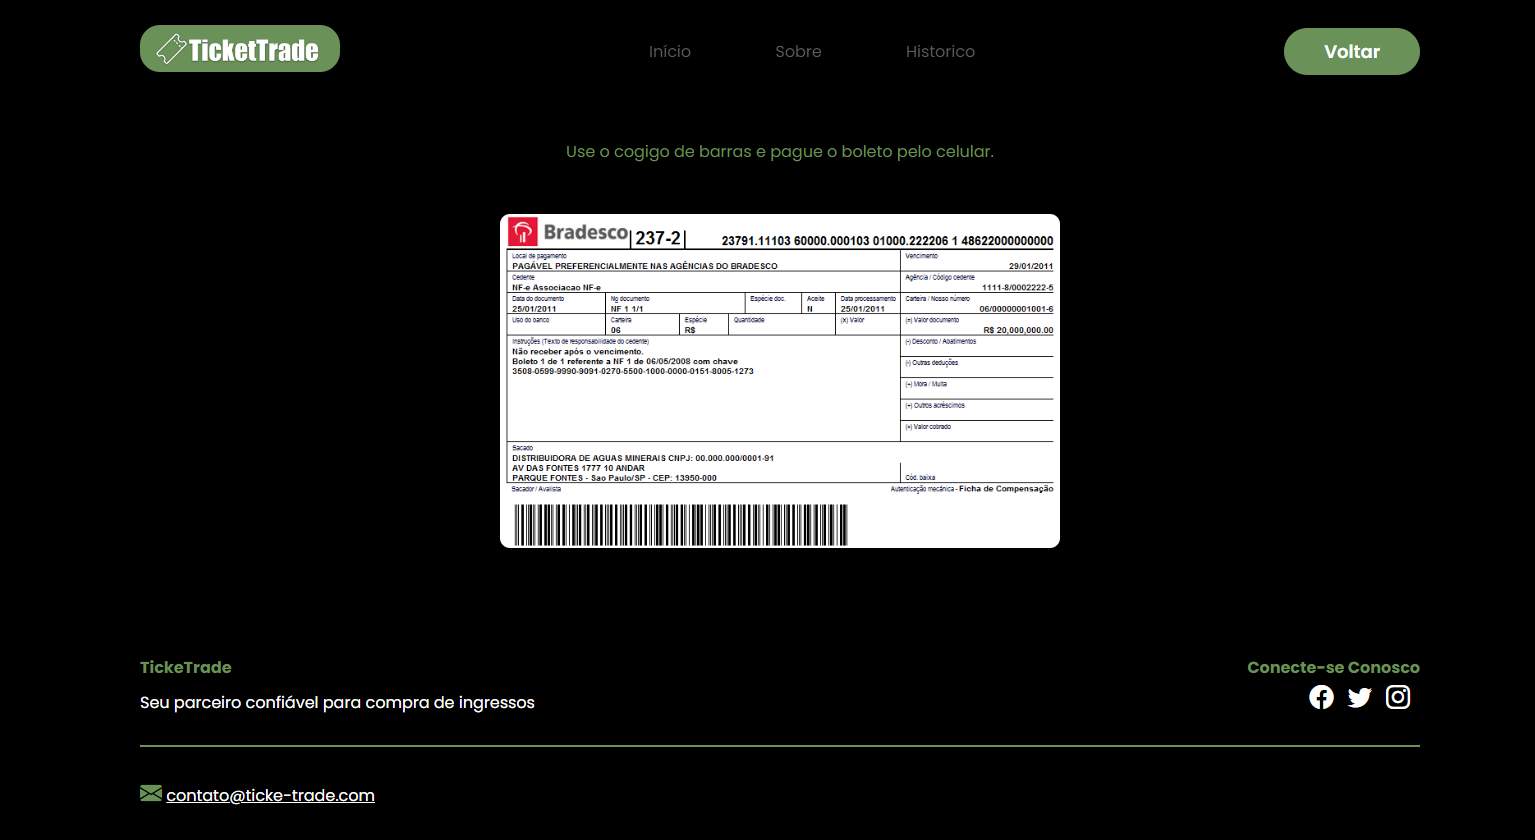 TicketTrade
Início Sobre Historico
Voltar
Use o cogigo de barras e pague o boleto pelo celular.
Bradesco |237-2| 23791.11103 60000.000103 01000.222206 1 48622000000000
Local de pagamento Vencimento
PAGÁVEL PREFERENCIALMENTE NAS AGÊNCIAS DO BRADESCO 29/01/2011
Cedente Agência / Código cedente
NF-e Associacao NF-e 1111-8/0002222-5
Data do documento Nº documento Espécie doc. Aceite Data processamento Carteira / Nosso número
25/01/2011 NF 1 1/1 N 25/01/2011 06/00000001001-6
Uso do banco Carteira Espécie Quantidade (x) Valor (=) Valor documento
06 R$ R$ 20,000,000.00
Instruções (Texto de responsabilidade do cedente) (-) Desconto / Abatimentos
Não receber após o vencimento.
Boleto 1 de 1 referente a NF 1 de 06/05/2008 com chave
3508-0599-9990-9091-0270-5500-1000-0000-0151-8005-1273
(-) Outras deduções
(+) Mora / Multa
(+) Outros acréscimos
(=) Valor cobrado
Sacado
DISTRIBUIDORA DE AGUAS MINERAIS CNPJ: 00.000.000/0001-91
AV DAS FONTES 1777 10 ANDAR
PARQUE FONTES - Sao Paulo/SP - CEP: 13950-000 Cód. baixa
Sacador / Avalista Autenticação mecânica - Ficha de Compensação
TickeTrade
Seu parceiro confiável para compra de ingressos
Conecte-se Conosco
contato@ticke-trade.com